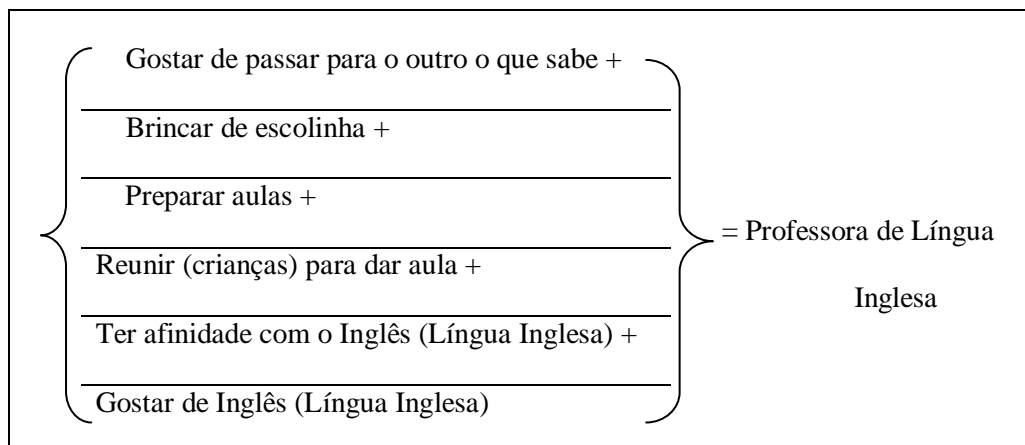 Gostar de passar para o outro o que sabe +
Brincar de escolinha +
Preparar aulas +
Reunir (crianças) para dar aula +
Ter afinidade com o Inglês (Língua Inglesa) +
Gostar de Inglês (Língua Inglesa)
= Professora de Língua
Inglesa